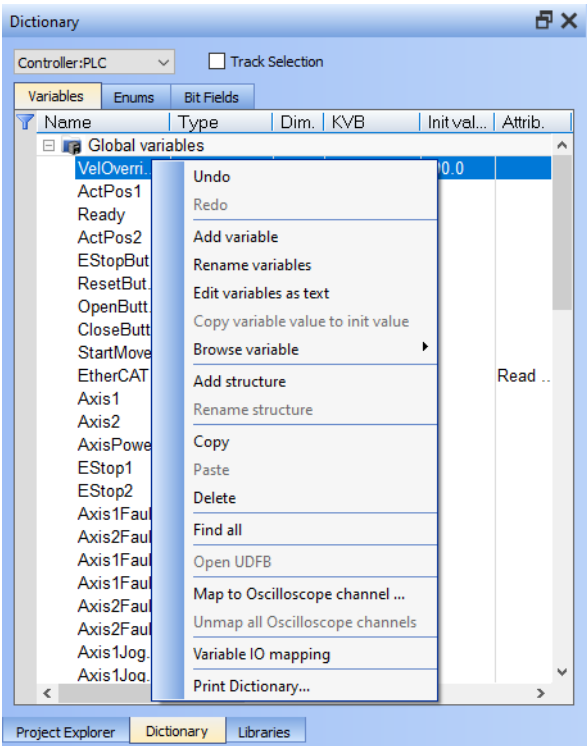 Dictionary
Controller:PLC Track Selection
Variables Enums Bit Fields
Name Type Dim. KVB Init val... Attrib.
Global variables
VelOverri... 00.0
ActPos1
Ready
ActPos2
EStopBut
ResetBut.
OpenButt.
CloseButt
StartMove
EtherCAT Read ...
Axis1
Axis2
AxisPowe
EStop1
EStop2
Axis1Faul
Axis2Faul
Axis1Faul
Axis1Faul
Axis2Faul
Axis2Faul
Axis1Jog.
Axis1Jog.
Undo
Redo
Add variable
Rename variables
Edit variables as text
Copy variable value to init value
Browse variable
Add structure
Rename structure
Copy
Paste
Delete
Find all
Open UDFB
Map to Oscilloscope channel ...
Unmap all Oscilloscope channels
Variable IO mapping
Print Dictionary...
Project Explorer Dictionary Libraries